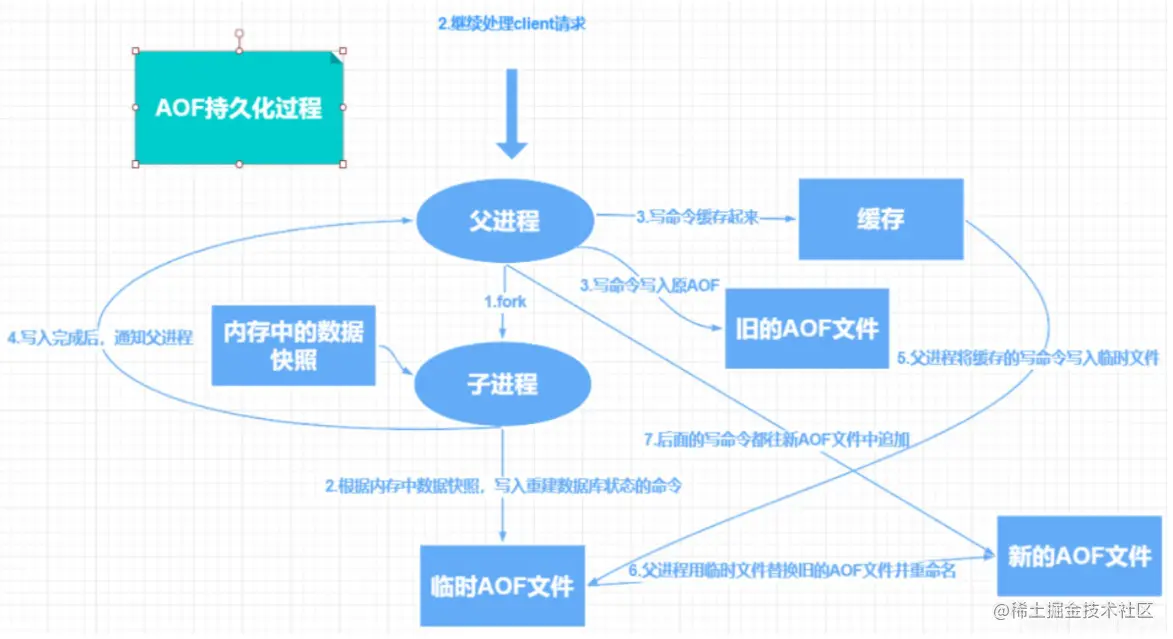 2.继续处理client请求
AOF持久化过程
父进程
3.写命令缓存起来
缓存
1.fork
3.写命令写入原AOF
内存中的数据
快照
旧的AOF文件
4.写入完成后，通知父进程
5.父进程将缓存的写命令写入临时文件
子进程
7.后面的写命令都往新AOF文件中追加
2.根据内存中数据快照，写入重建数据库状态的命令
临时AOF文件
6.父进程用临时文件替换旧的AOF文件并重命名
新的AOF文件
@稀土掘金技术社区